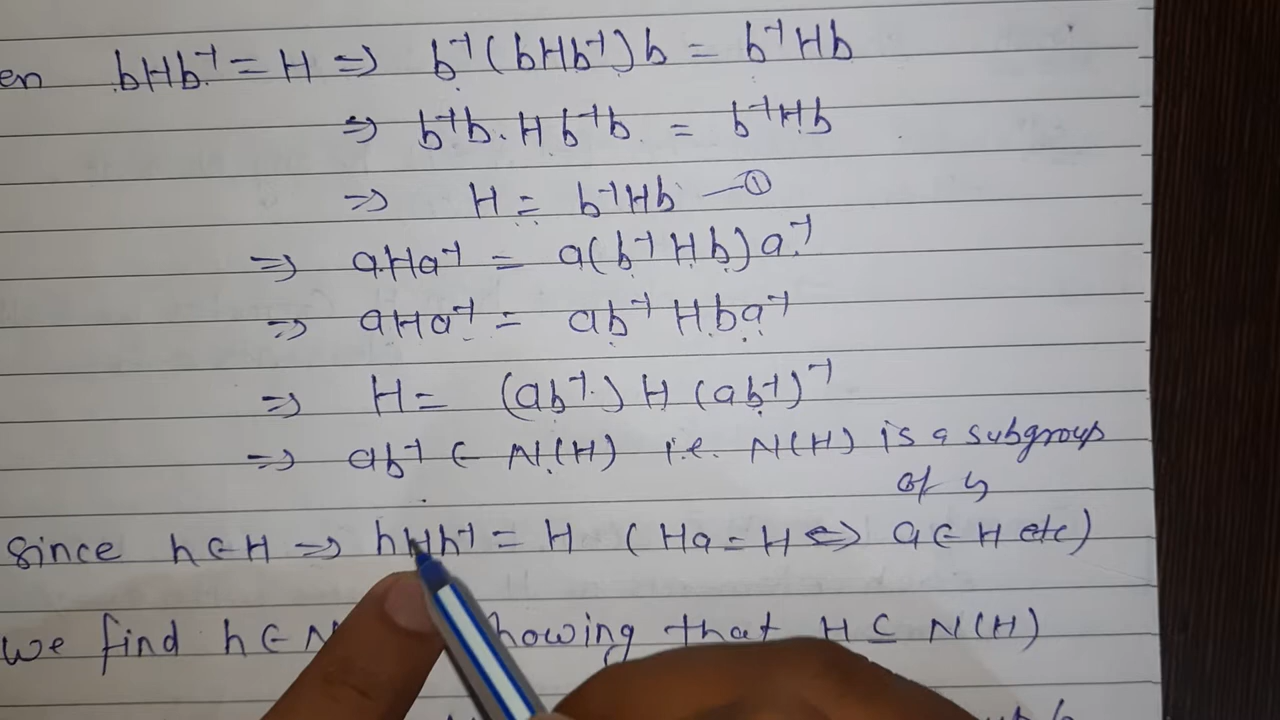 en bHb⁻¹ = H ⇒ b⁻¹(bHb⁻¹)b = b⁻¹Hb
⇒ b⁻¹b.Hb⁻¹b = b⁻¹Hb
⇒ H = b⁻¹Hb —①
⇒ aHa⁻¹ = a(b⁻¹Hb)a⁻¹
⇒ aHa⁻¹ = ab⁻¹Hba⁻¹
⇒ H = (ab⁻¹)H(ab⁻¹)⁻¹
⇒ ab⁻¹ ∈ N(H) i.e. N(H) is a subgroup
of G
Since h∈H ⇒ hHh⁻¹ = H (Ha=H ⇔ a∈H etc)
we find h∈N howing that H ⊆ N(H)